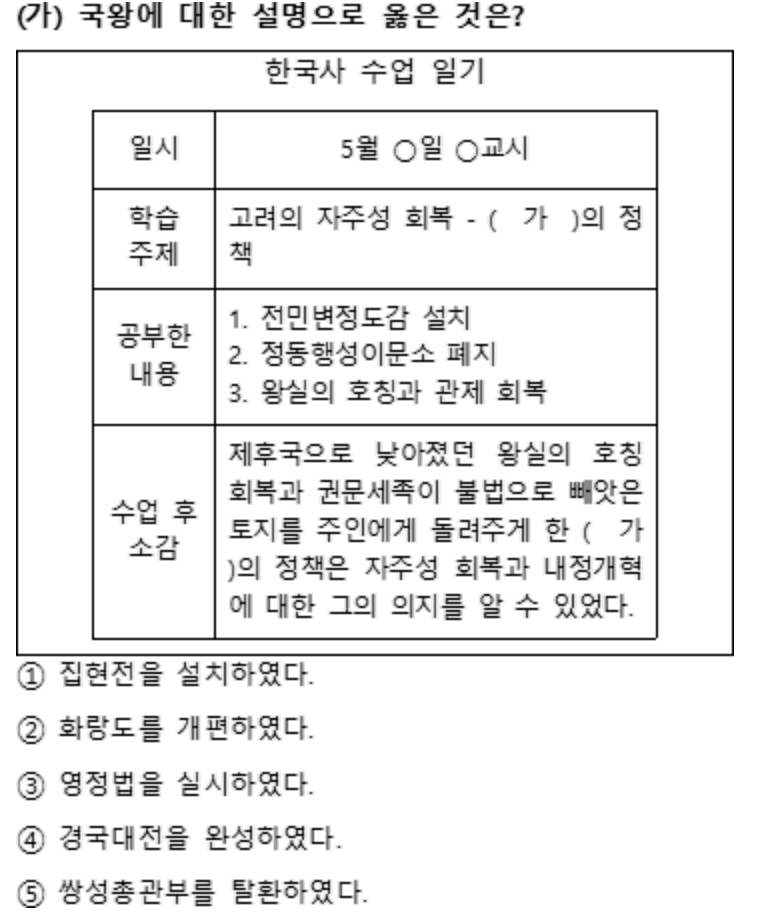 (가) 국왕에 대한 설명으로 옳은 것은?
한국사 수업 일기
일시
5월 ○일 ○교시
학습
주제
고려의 자주성 회복 - ( 가 )의 정
책
공부한
내용
1. 전민변정도감 설치
2. 정동행성이문소 폐지
3. 왕실의 호칭과 관제 회복
수업 후
소감
제후국으로 낮아졌던 왕실의 호칭
회복과 권문세족이 불법으로 빼앗은
토지를 주인에게 돌려주게 한 ( 가
)의 정책은 자주성 회복과 내정개혁
에 대한 그의 의지를 알 수 있었다.
① 집현전을 설치하였다.
② 화랑도를 개편하였다.
③ 영정법을 실시하였다.
④ 경국대전을 완성하였다.
⑤ 쌍성총관부를 탈환하였다.